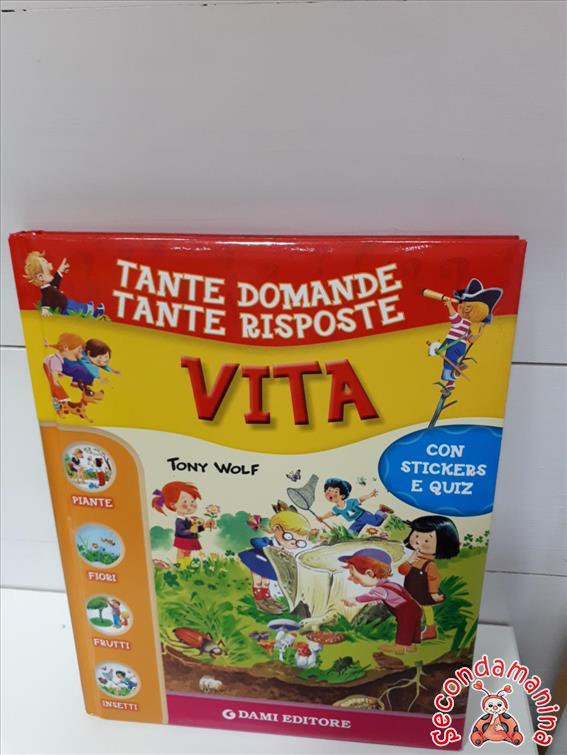 TANTE DOMANDE
TANTE RISPOSTE
VITA
TONY WOLF
CON
STICKERS
E QUIZ
PIANTE
FIORI
FRUTTI
INSETTI
DAMI EDITORE
Secondamanina